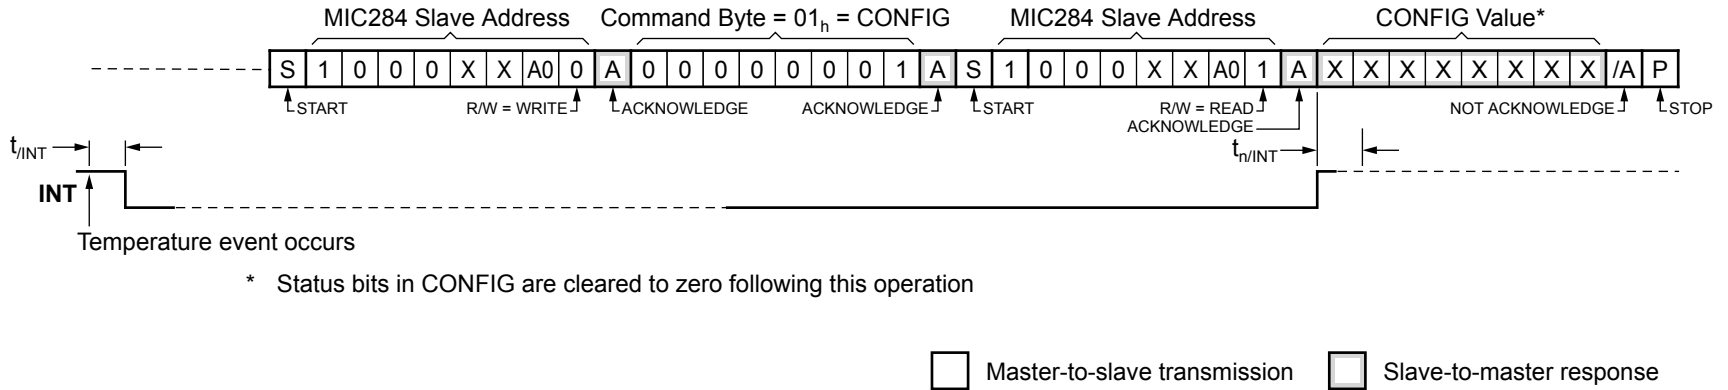 MIC284 Slave Address Command Byte = 01h = CONFIG MIC284 Slave Address CONFIG Value*
S 1 0 0 0 X X A0 0 A 0 0 0 0 0 0 0 1 A S 1 0 0 0 X X A0 1 A X X X X X X X X /A P
START R/W = WRITE ACKNOWLEDGE ACKNOWLEDGE START R/W = READ NOT ACKNOWLEDGE STOP
ACKNOWLEDGE
t/INT tn/INT
INT
Temperature event occurs
* Status bits in CONFIG are cleared to zero following this operation
Master-to-slave transmission Slave-to-master response